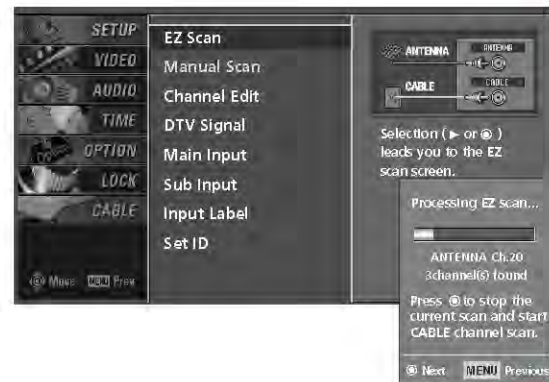 SETUP
VIDEO
AUDIO
TIME
OPTION
LOCK
CABLE
Move MENU Prev
EZ Scan
Manual Scan
Channel Edit
DTV Signal
Main Input
Sub Input
Input Label
Set ID
ANTENNA
ANTENNA
CABLE
CABLE
Selection ( ▶ or ◉ )
leads you to the EZ
scan screen.
Processing EZ scan...
ANTENNA Ch.20
3channel(s) found
Press ◉ to stop the
current scan and start
CABLE channel scan.
◉ Next MENU Previous